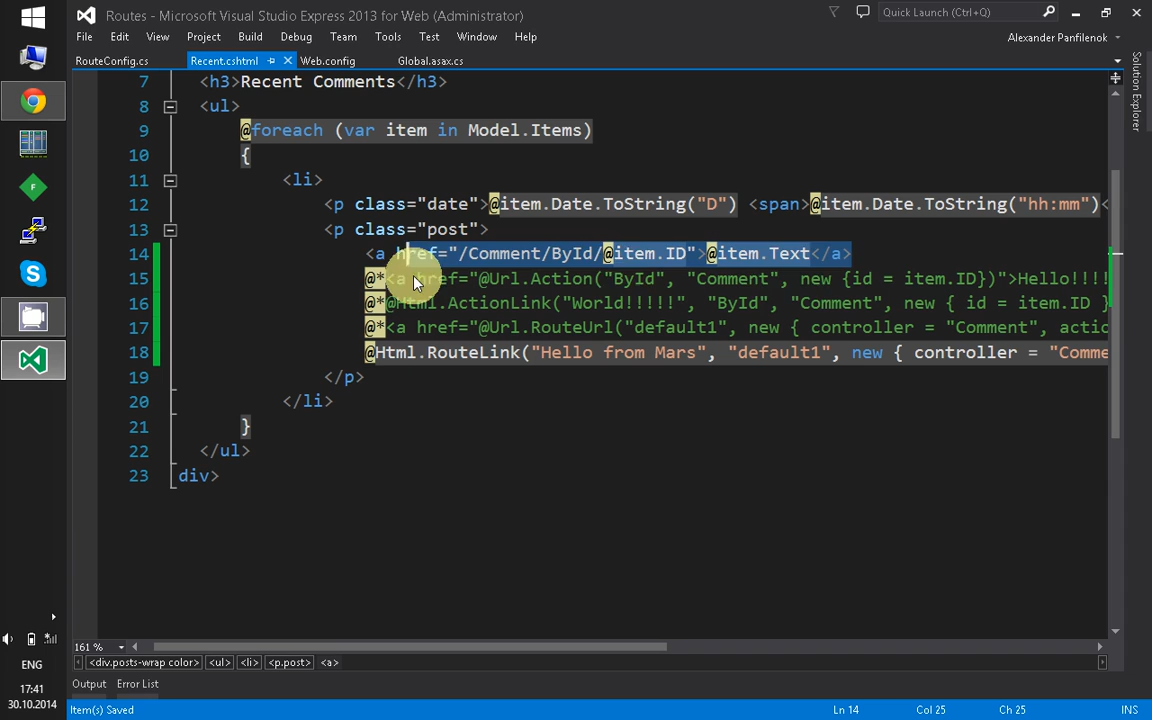 Routes - Microsoft Visual Studio Express 2013 for Web (Administrator)
Quick Launch (Ctrl+Q)
File Edit View Project Build Debug Team Tools Test Window Help
Alexander Panfilenok
RouteConfig.cs Recent.cshtml Web.config Global.asax.cs
Solution Explorer
7 <h3>Recent Comments</h3>
8 <ul>
9 @foreach (var item in Model.Items)
10 {
11 <li>
12 <p class="date">@item.Date.ToString("D") <span>@item.Date.ToString("hh:mm")<
13 <p class="post">
14 <a href="/Comment/ById/@item.ID">@item.Text</a>
15 @*<a href="@Url.Action("ById", "Comment", new {id = item.ID})">Hello!!!!
16 @*@Html.ActionLink("World!!!!!", "ById", "Comment", new { id = item.ID }
17 @*<a href="@Url.RouteUrl("default1", new { controller = "Comment", actio
18 @Html.RouteLink("Hello from Mars", "default1", new { controller = "Comme
19 </p>
20 </li>
21 }
22 </ul>
23 div>
161 %
<div.posts-wrap color> <ul> <li> <p.post> <a>
Output Error List
Item(s) Saved Ln 14 Col 25 Ch 25 INS
ENG
17:41
30.10.2014